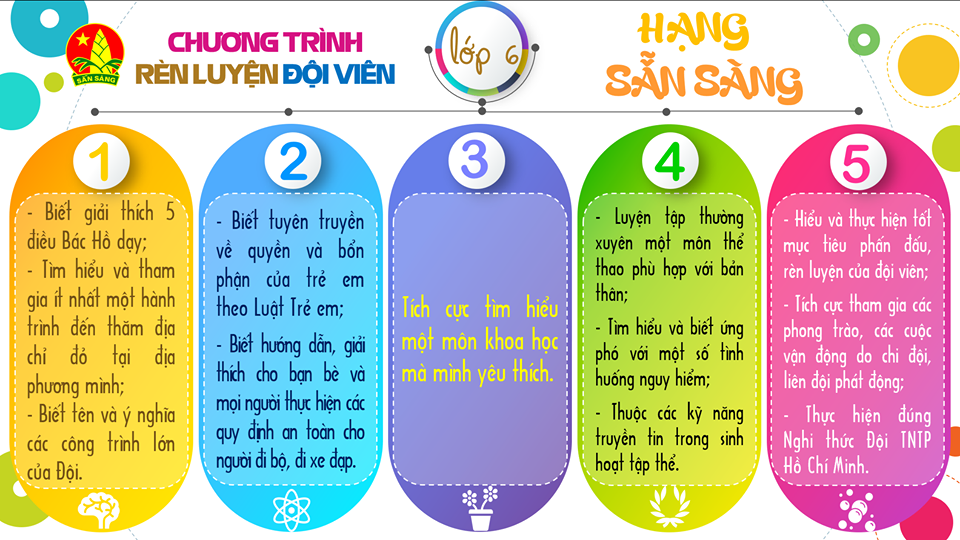 SẴN SÀNG
CHƯƠNG TRÌNH
RÈN LUYỆN ĐỘI VIÊN
lớp 6
HẠNG
SẴN SÀNG
1
- Biết giải thích 5
điều Bác Hồ dạy;
- Tìm hiểu và tham
gia ít nhất một hành
trình đến thăm địa
chỉ đỏ tại địa
phương mình;
- Biết tên và ý nghĩa
các công trình lớn
của Đội.
2
- Biết tuyên truyền
về quyền và bổn
phận của trẻ em
theo Luật Trẻ em;
- Biết hướng dẫn, giải
thích cho bạn bè và
mọi người thực hiện các
quy định an toàn cho
người đi bộ, đi xe đạp.
3
Tích cực tìm hiểu
một môn khoa học
mà mình yêu thích.
4
- Luyện tập thường
xuyên một môn thể
thao phù hợp với bản
thân;
- Tìm hiểu và biết ứng
phó với một số tình
huống nguy hiểm;
- Thuộc các kỹ năng
truyền tin trong sinh
hoạt tập thể.
5
- Hiểu và thực hiện tốt
mục tiêu phấn đấu,
rèn luyện của đội viên;
- Tích cực tham gia các
phong trào, các cuộc
vận động do chi đội,
liên đội phát động;
- Thực hiện đúng
Nghi thức Đội TNTP
Hồ Chí Minh.